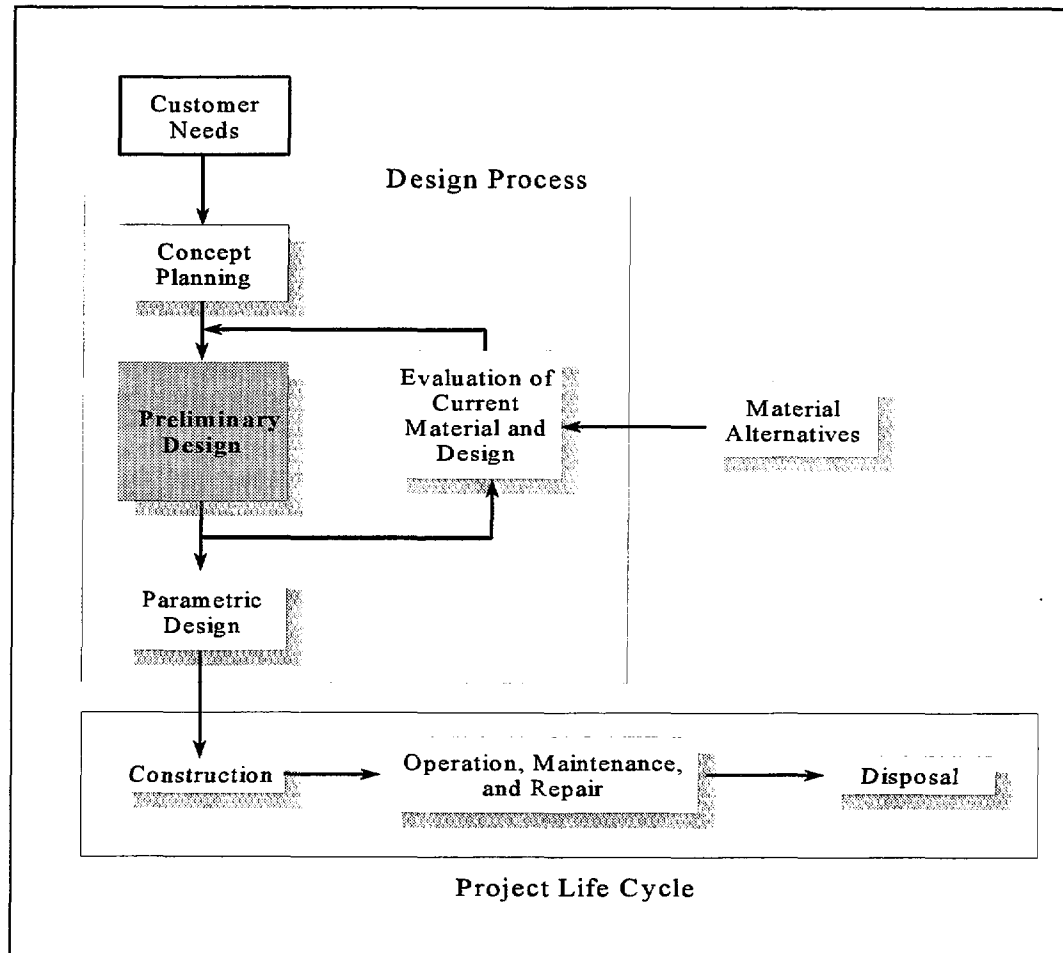 Customer
Needs
Design Process
Concept
Planning
Preliminary
Design
Evaluation of
Current
Material and
Design
Material
Alternatives
Parametric
Design
Construction
Operation, Maintenance,
and Repair
Disposal
Project Life Cycle